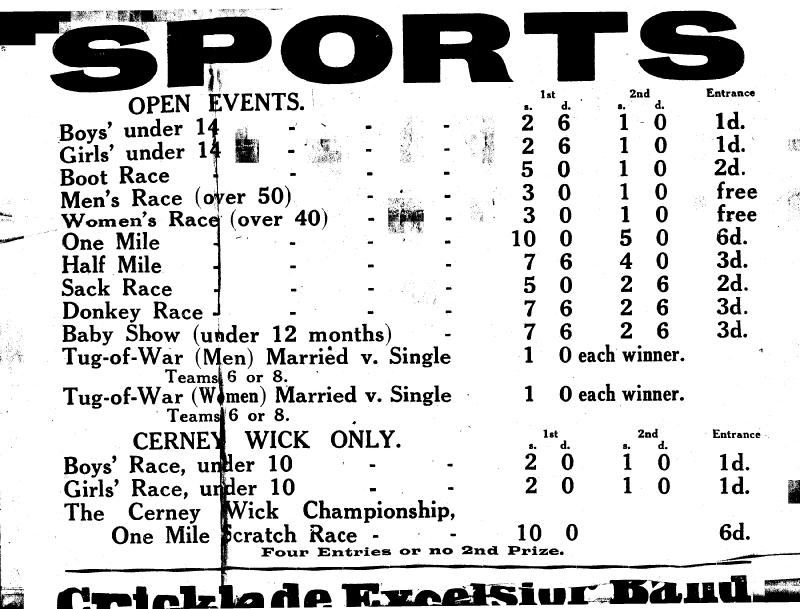 SPORTS
OPEN EVENTS. 1st 2nd Entrance
s. d. s. d.
Boys' under 14 - - - 2 6 1 0 1d.
Girls' under 14 - - - 2 6 1 0 1d.
Boot Race - - - - 5 0 1 0 2d.
Men's Race (over 50) - - 3 0 1 0 free
Women's Race (over 40) - - 3 0 1 0 free
One Mile - - - - 10 0 5 0 6d.
Half Mile - - - - 7 6 4 0 3d.
Sack Race - - - - 5 0 2 6 2d.
Donkey Race - - - - 7 6 2 6 3d.
Baby Show (under 12 months) - 7 6 2 6 3d.
Tug-of-War (Men) Married v. Single 1 0 each winner.
Teams 6 or 8.
Tug-of-War (Women) Married v. Single 1 0 each winner.
Teams 6 or 8.
CERNEY WICK ONLY. 1st 2nd Entrance
s. d. s. d.
Boys' Race, under 10 - - 2 0 1 0 1d.
Girls' Race, under 10 - - 2 0 1 0 1d.
The Cerney Wick Championship,
One Mile Scratch Race - - 10 0 6d.
Four Entries or no 2nd Prize.
Cricklade Excelsior Band